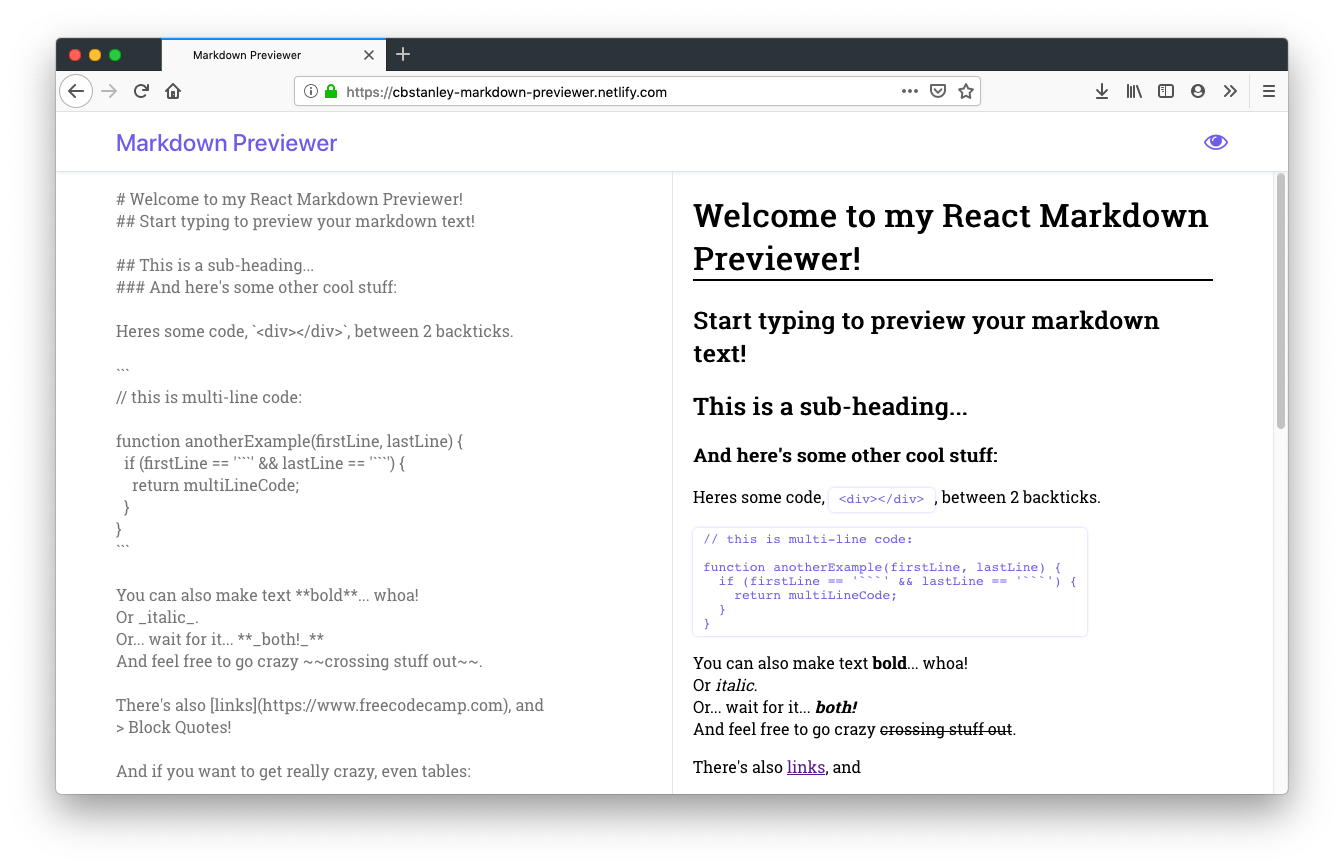 Markdown Previewer
https://cbstanley-markdown-previewer.netlify.com
Markdown Previewer
# Welcome to my React Markdown Previewer!
## Start typing to preview your markdown text!
## This is a sub-heading...
### And here's some other cool stuff:
Heres some code, `<div></div>`, between 2 backticks.
```
// this is multi-line code:
function anotherExample(firstLine, lastLine) {
  if (firstLine == '```' && lastLine == '```') {
    return multiLineCode;
  }
}
```
You can also make text **bold**... whoa!
Or _italic_.
Or... wait for it... **_both!_**
And feel free to go crazy ~~crossing stuff out~~.
There's also [links](https://www.freecodecamp.com), and
> Block Quotes!
And if you want to get really crazy, even tables:
Welcome to my React Markdown
Previewer!
Start typing to preview your markdown
text!
This is a sub-heading...
And here's some other cool stuff:
Heres some code, <div></div> , between 2 backticks.
// this is multi-line code:
function anotherExample(firstLine, lastLine) {
  if (firstLine == '```' && lastLine == '```') {
    return multiLineCode;
  }
}
You can also make text bold... whoa!
Or italic.
Or... wait for it... both!
And feel free to go crazy crossing stuff out.
There's also links, and